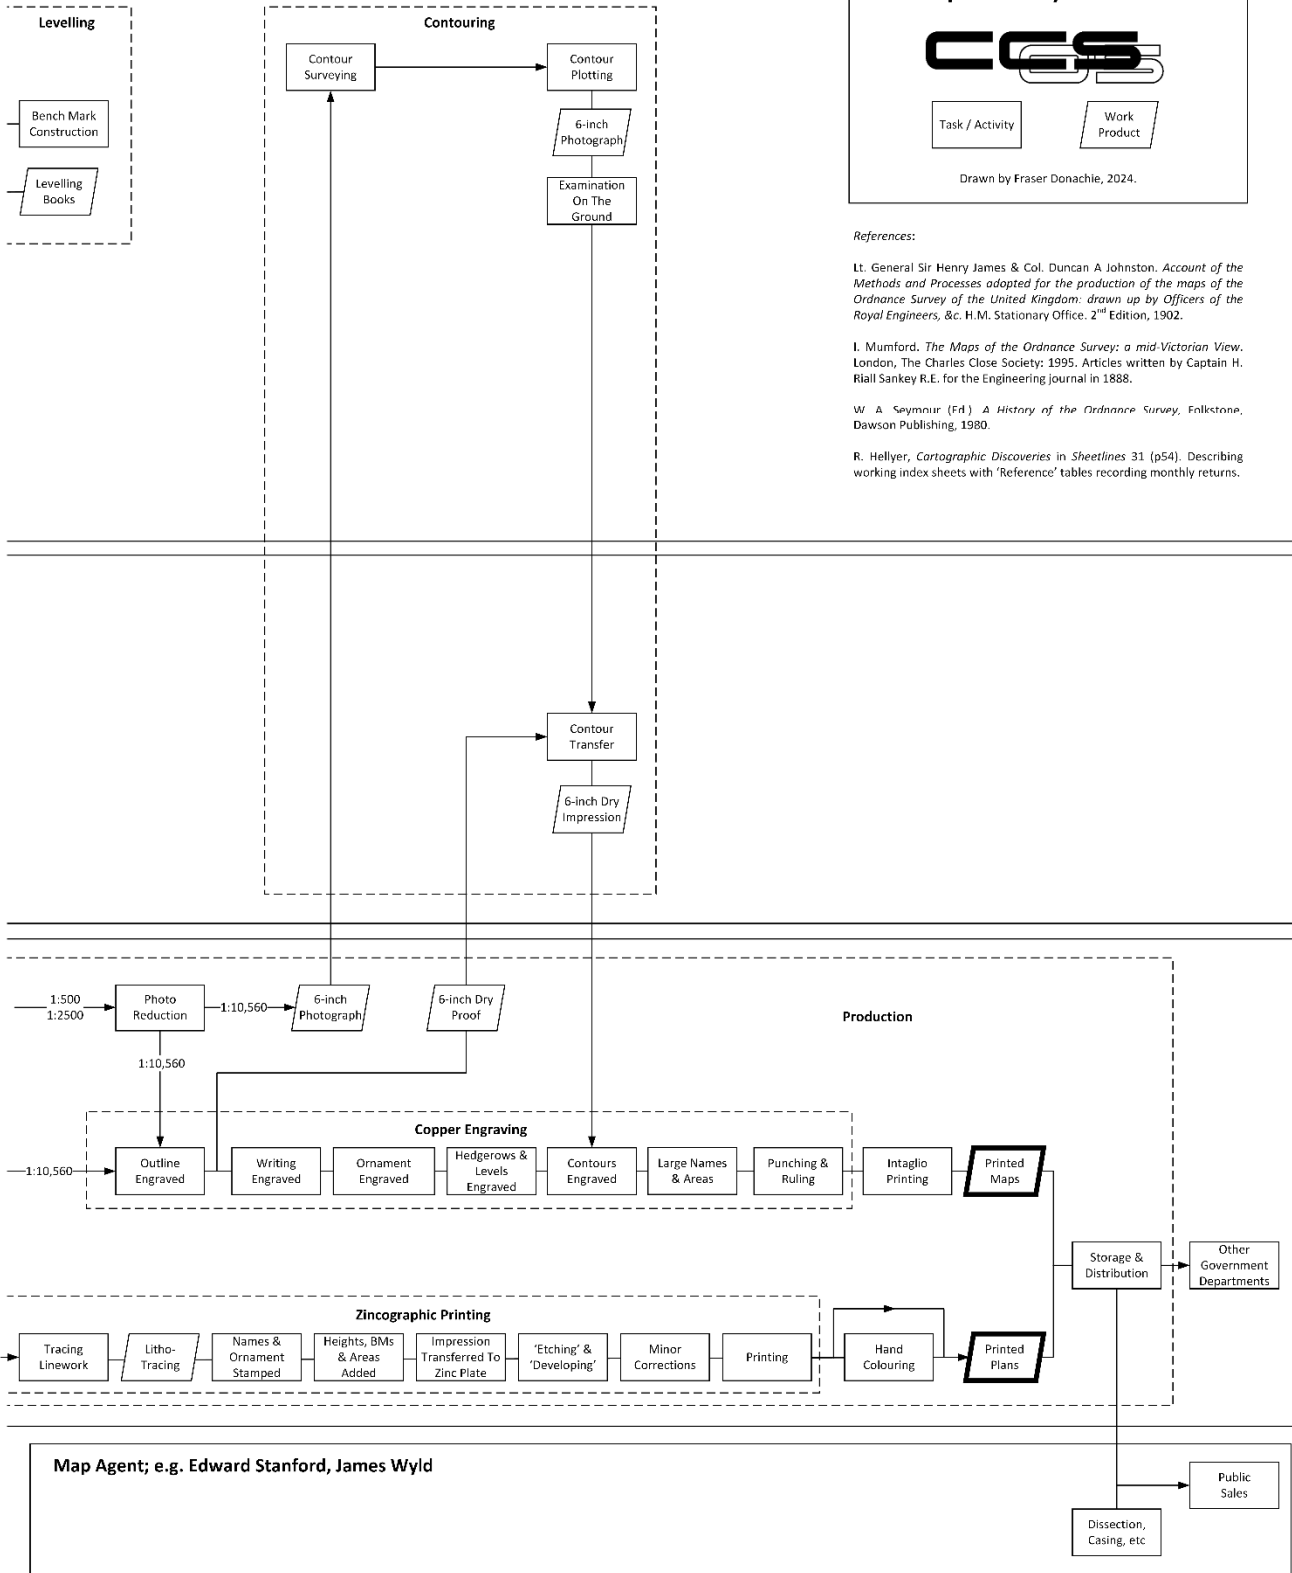 Levelling
Contouring
Contour
Surveying
Contour
Plotting
Bench Mark
Construction
6-inch
Photograph
Levelling
Books
Examination
On The
Ground
CCS
OS
Task / Activity
Work
Product
Drawn by Fraser Donachie, 2024.
References:
Lt. General Sir Henry James & Col. Duncan A Johnston. Account of the
Methods and Processes adopted for the production of the maps of the
Ordnance Survey of the United Kingdom: drawn up by Officers of the
Royal Engineers, &c. H.M. Stationary Office. 2nd Edition, 1902.
I. Mumford. The Maps of the Ordnance Survey: a mid-Victorian View.
London, The Charles Close Society: 1995. Articles written by Captain H.
Riall Sankey R.E. for the Engineering journal in 1888.
W. A. Seymour (Ed.) A History of the Ordnance Survey, Folkstone,
Dawson Publishing, 1980.
R. Hellyer, Cartographic Discoveries in Sheetlines 31 (p54). Describing
working index sheets with ‘Reference’ tables recording monthly returns.
Contour
Transfer
6-inch Dry
Impression
1:500
1:2500
Photo
Reduction
1:10,560
6-inch
Photograph
6-inch Dry
Proof
Production
1:10,560
Copper Engraving
1:10,560
Outline
Engraved
Writing
Engraved
Ornament
Engraved
Hedgerows &
Levels
Engraved
Contours
Engraved
Large Names
& Areas
Punching &
Ruling
Intaglio
Printing
Printed
Maps
Storage &
Distribution
Other
Government
Departments
Zincographic Printing
Tracing
Linework
Litho-
Tracing
Names &
Ornament
Stamped
Heights, BMs
& Areas
Added
Impression
Transferred To
Zinc Plate
‘Etching’ &
‘Developing’
Minor
Corrections
Printing
Hand
Colouring
Printed
Plans
Map Agent; e.g. Edward Stanford, James Wyld
Public
Sales
Dissection,
Casing, etc